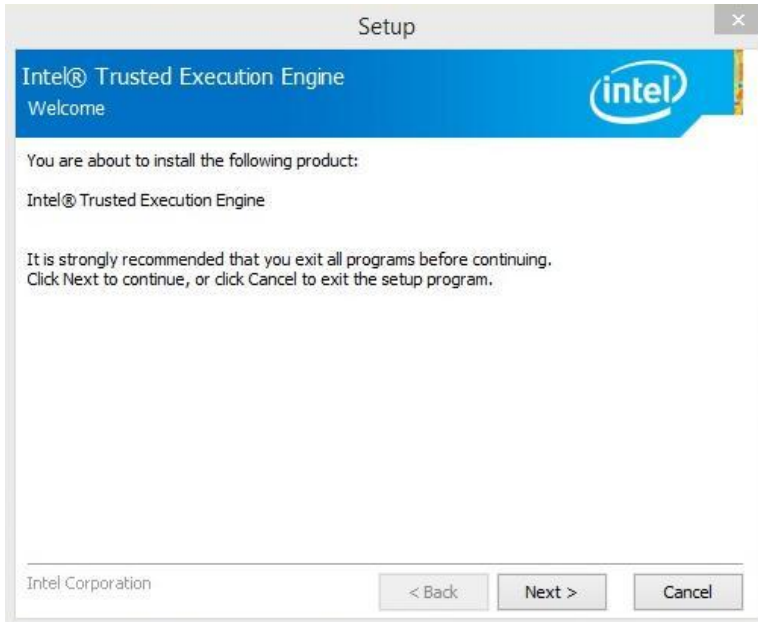 Setup
Intel® Trusted Execution Engine
Welcome
intel
You are about to install the following product:
Intel® Trusted Execution Engine
It is strongly recommended that you exit all programs before continuing.
Click Next to continue, or click Cancel to exit the setup program.
Intel Corporation
< Back Next > Cancel